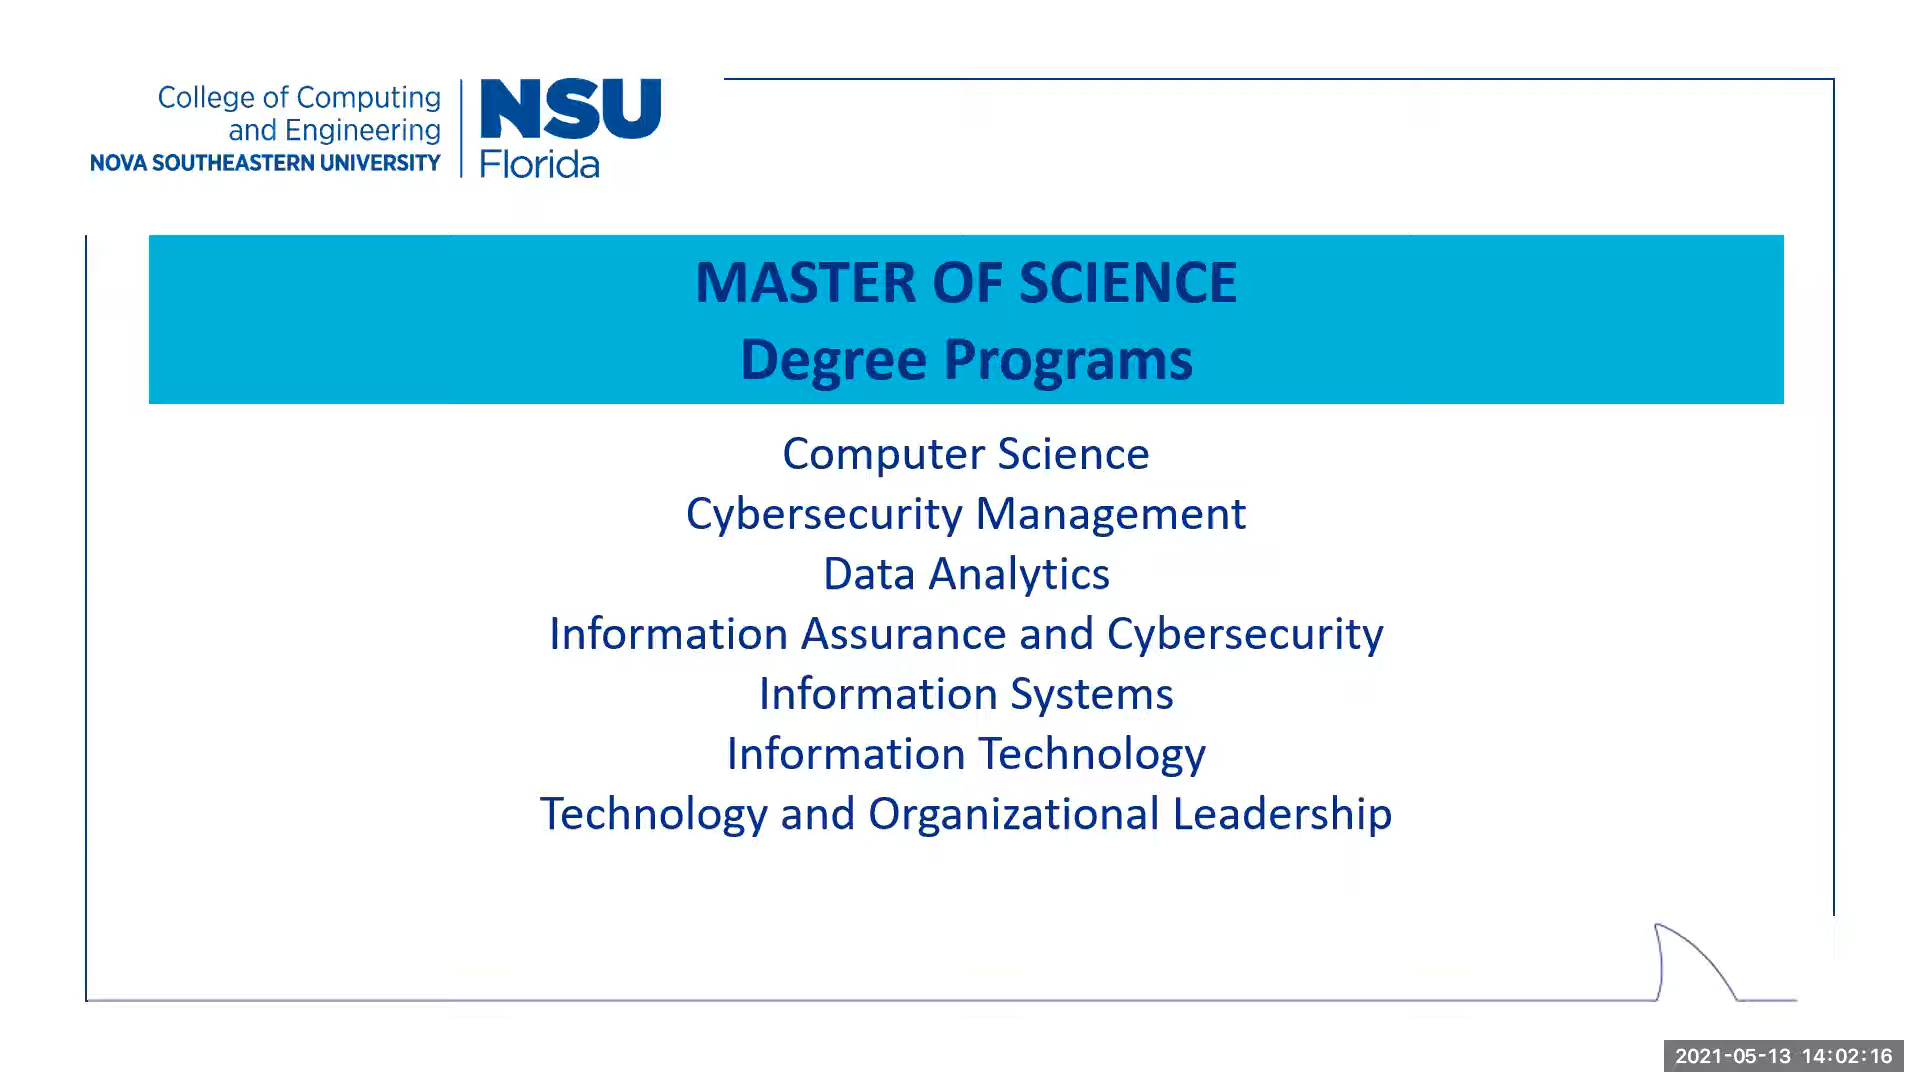 College of Computing
and Engineering
NOVA SOUTHEASTERN UNIVERSITY
NSU
Florida
MASTER OF SCIENCE
Degree Programs
Computer Science
Cybersecurity Management
Data Analytics
Information Assurance and Cybersecurity
Information Systems
Information Technology
Technology and Organizational Leadership
2021-05-13 14:02:16